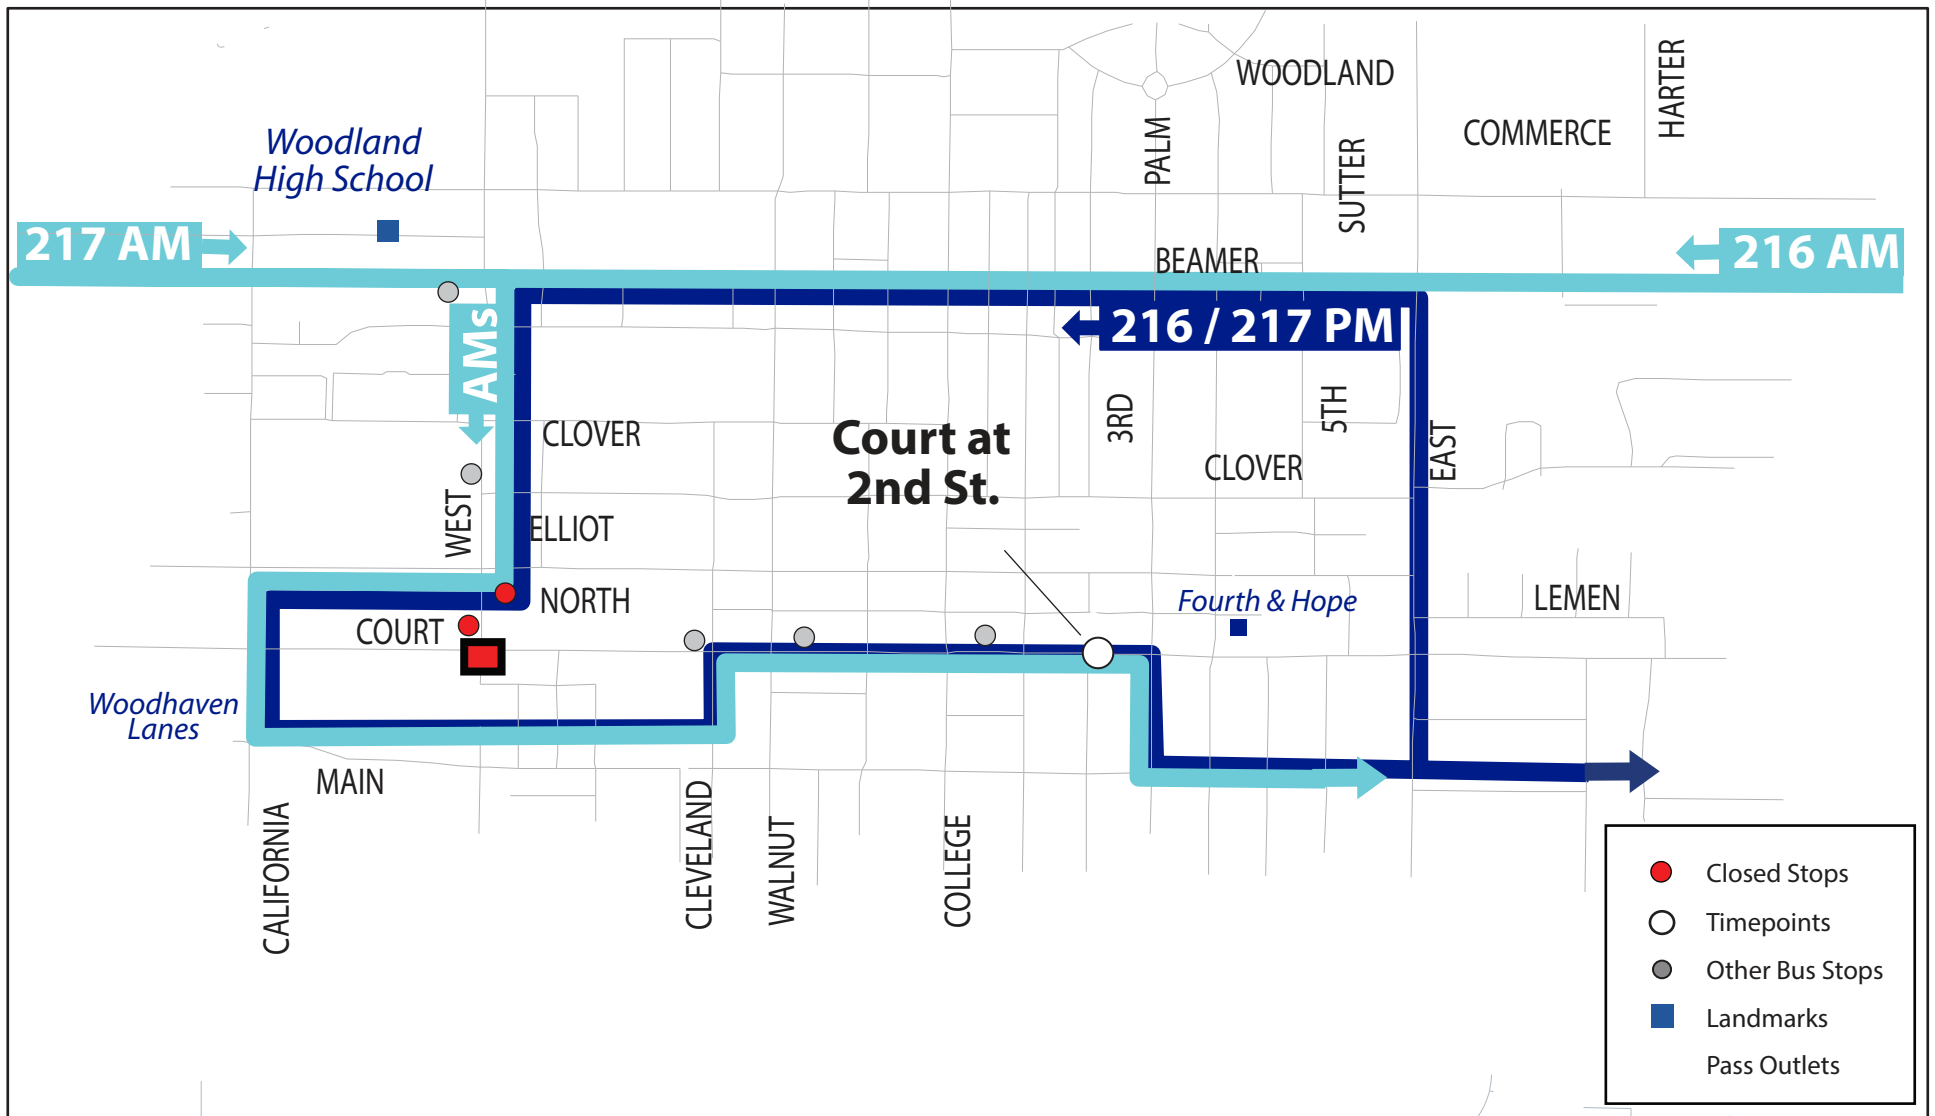 WOODLAND
HARTER
COMMERCE
PALM
SUTTER
Woodland
High School
217 AM
216 AM
BEAMER
AMs
216 / 217 PM
CLOVER
Court at
2nd St.
3RD
5TH
EAST
CLOVER
WEST
ELLIOT
NORTH
Fourth & Hope
LEMEN
COURT
Woodhaven
Lanes
MAIN
CALIFORNIA
CLEVELAND
WALNUT
COLLEGE
Closed Stops
Timepoints
Other Bus Stops
Landmarks
Pass Outlets